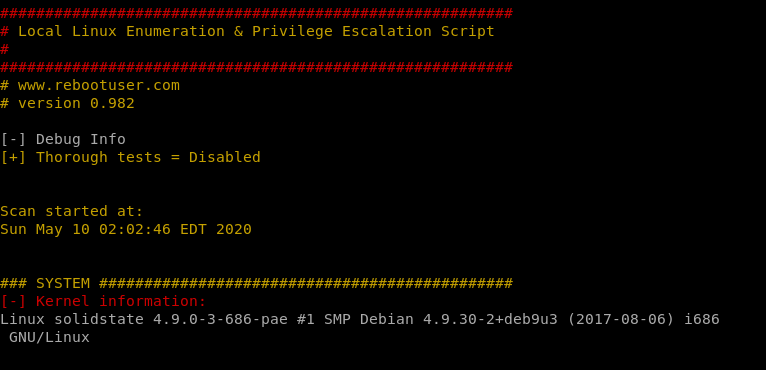 #########################################################
# Local Linux Enumeration & Privilege Escalation Script
#
#########################################################
# www.rebootuser.com
# version 0.982
[-] Debug Info
[+] Thorough tests = Disabled
Scan started at:
Sun May 10 02:02:46 EDT 2020
### SYSTEM ##############################################
[-] Kernel information:
Linux solidstate 4.9.0-3-686-pae #1 SMP Debian 4.9.30-2+deb9u3 (2017-08-06) i686
GNU/Linux